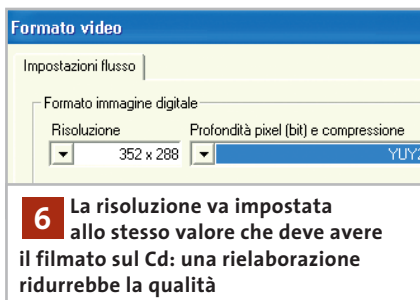 Formato video
Impostazioni flusso
Formato immagine digitale
Risoluzione Profondità pixel (bit) e compressione
352 x 288 YUY2
6 La risoluzione va impostata
allo stesso valore che deve avere
il filmato sul Cd: una rielaborazione
ridurrebbe la qualità